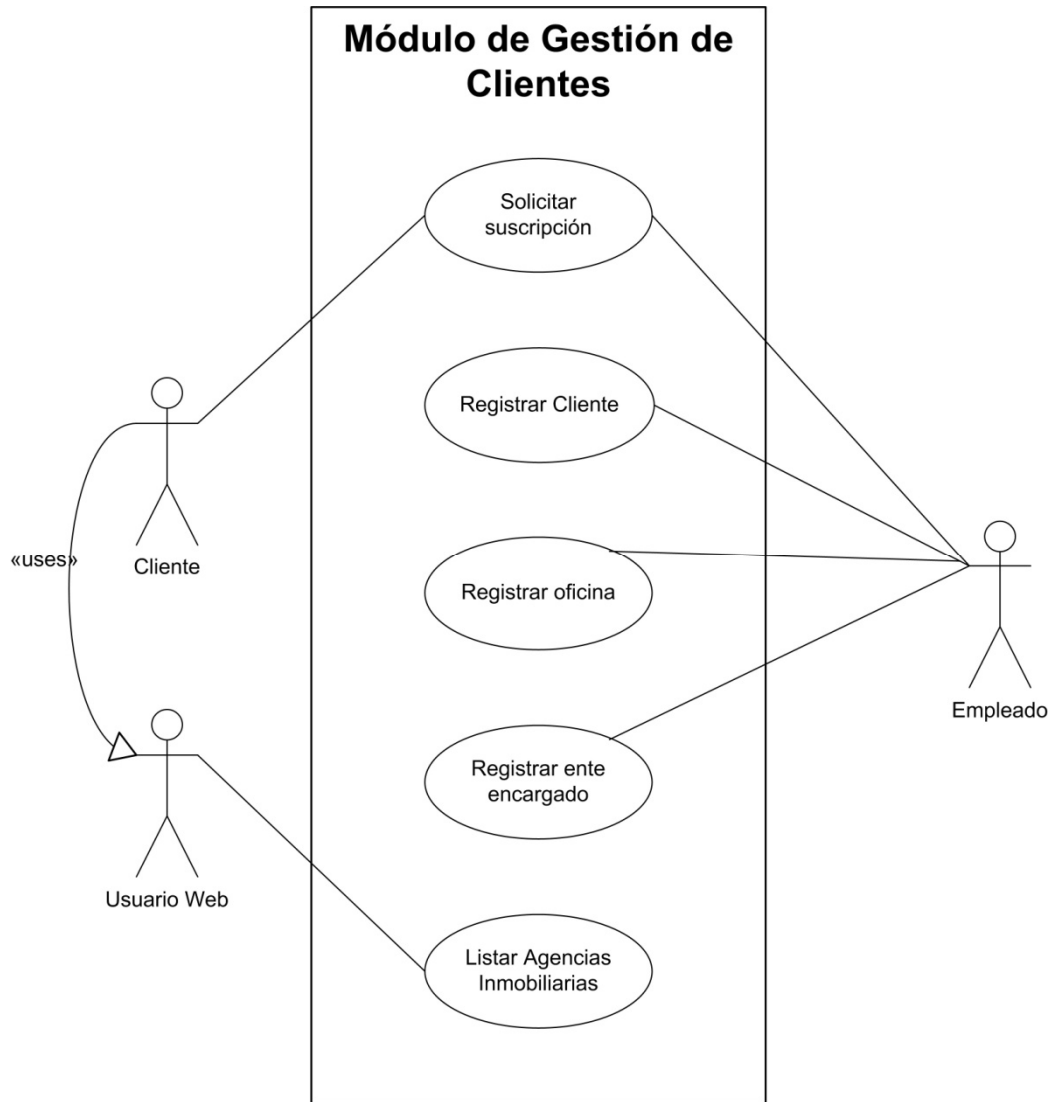 Módulo de Gestión de
Clientes
Solicitar
suscripción
Registrar Cliente
«uses»
Cliente
Registrar oficina
Empleado
Registrar ente
encargado
Usuario Web
Listar Agencias
Inmobiliarias